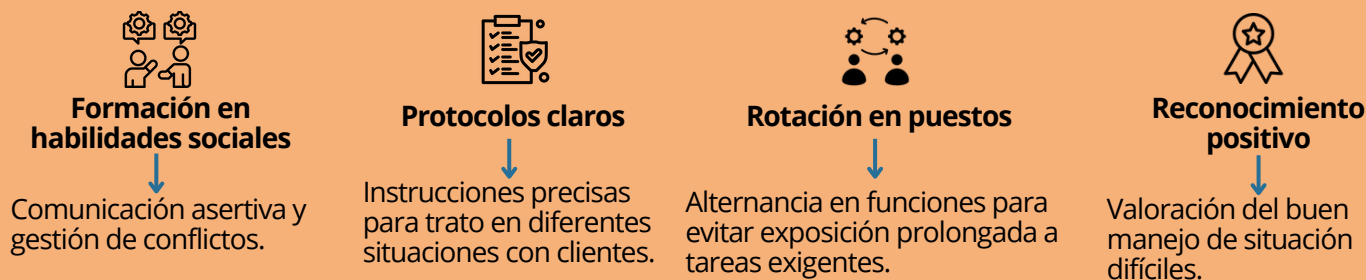 Formación en
habilidades sociales
Comunicación asertiva y
gestión de conflictos.
Protocolos claros
Instrucciones precisas
para trato en diferentes
situaciones con clientes.
Rotación en puestos
Alternancia en funciones para
evitar exposición prolongada a
tareas exigentes.
Reconocimiento
positivo
Valoración del buen
manejo de situación
difíciles.